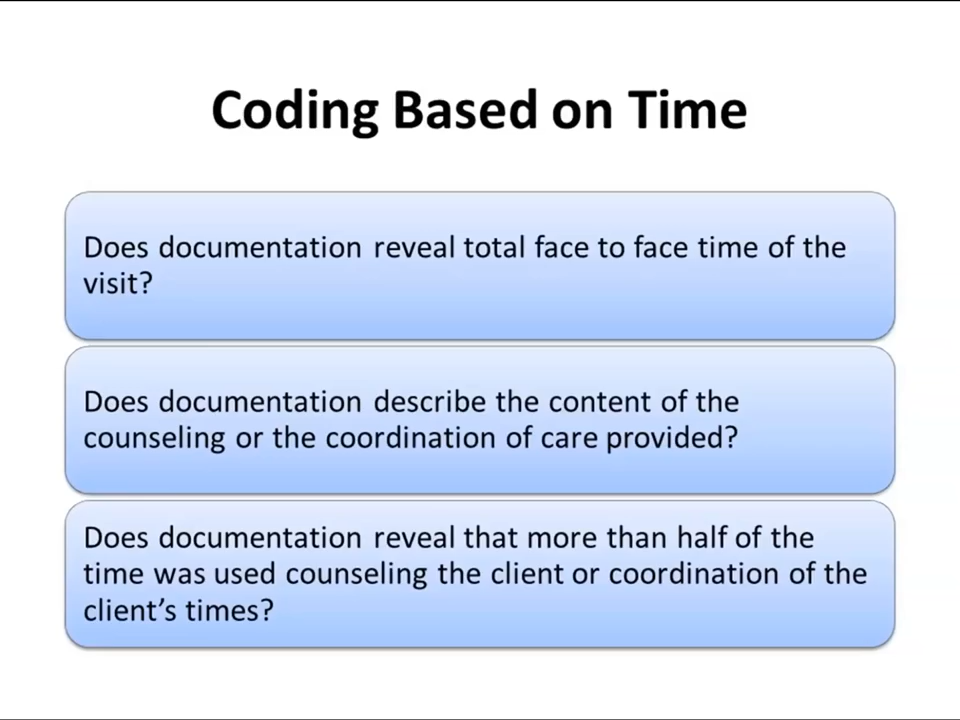 Coding Based on Time
Does documentation reveal total face to face time of the
visit?
Does documentation describe the content of the
counseling or the coordination of care provided?
Does documentation reveal that more than half of the
time was used counseling the client or coordination of the
client’s times?